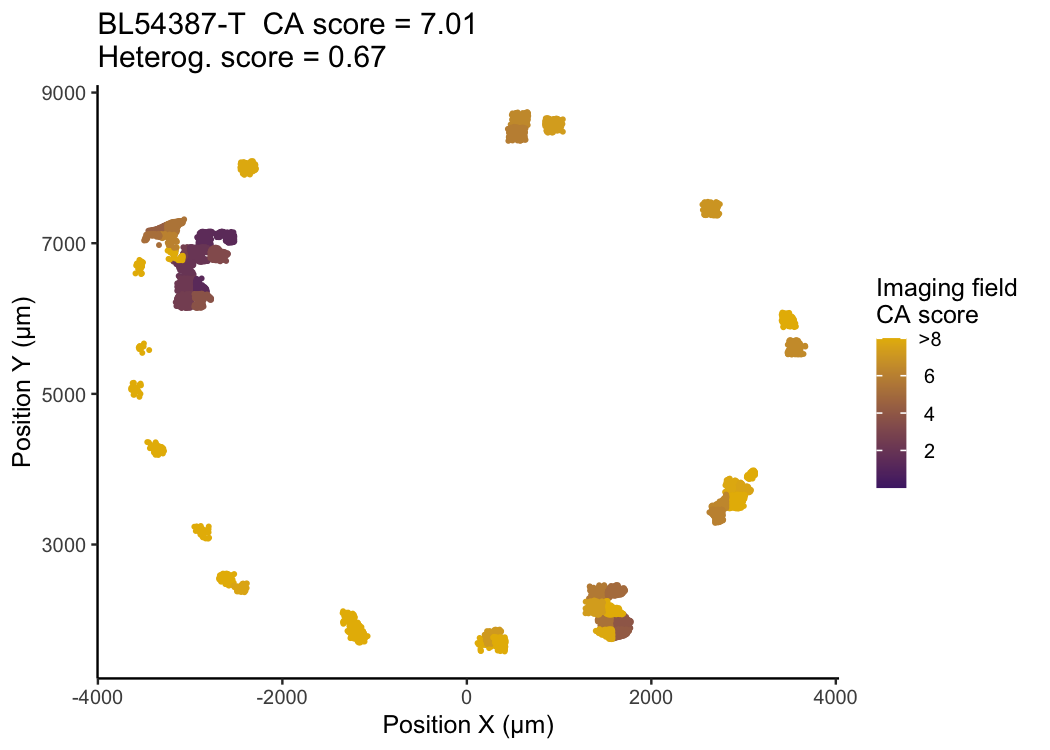 BL54387-T  CA score = 7.01
Heterog. score = 0.67
9000
7000
5000
3000
Position Y (µm)
-4000
-2000
0
2000
4000
Position X (µm)
Imaging field
CA score
>8
6
4
2